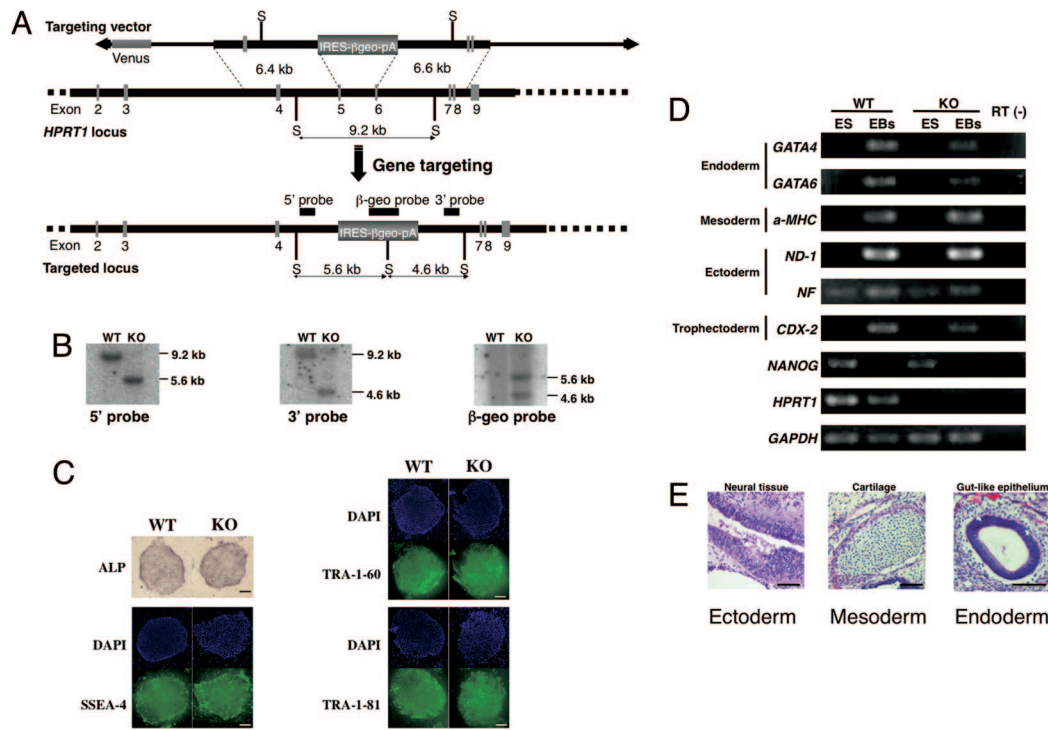 A
Targeting vector
S
S
Venus
IRES-βgeo-pA
6.4 kb
6.6 kb
Exon 2 3 4 5 6 7 8 9
HPRT1 locus
S
9.2 kb
S
Gene targeting
5' probe
β-geo probe
3' probe
IRES-βgeo-pA
Exon 2 3 4 7 8 9
Targeted locus
S
5.6 kb
S
4.6 kb
S
B
WT KO
9.2 kb
5.6 kb
5' probe
WT KO
9.2 kb
4.6 kb
3' probe
WT KO
5.6 kb
4.6 kb
β-geo probe
C
WT KO
ALP
DAPI
SSEA-4
WT KO
DAPI
TRA-1-60
DAPI
TRA-1-81
D
WT KO
ES EBs ES EBs RT (-)
Endoderm
GATA4
GATA6
Mesoderm
a-MHC
Ectoderm
ND-1
NF
Trophectoderm
CDX-2
NANOG
HPRT1
GAPDH
E
Neural tissue
Cartilage
Gut-like epithelium
Ectoderm
Mesoderm
Endoderm